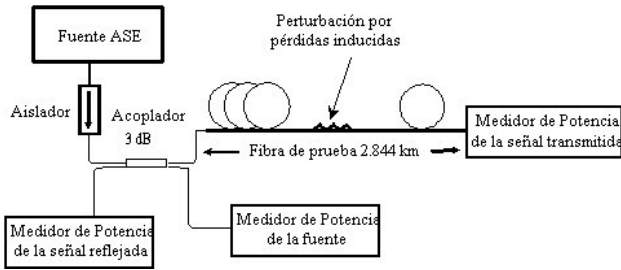 Fuente ASE
Perturbación por
pérdidas inducidas
Aislador
Acoplador
3 dB
Medidor de Potencia
de la señal transmitida
Fibra de prueba 2.844 km
Medidor de Potencia
de la señal reflejada
Medidor de Potencia
de la fuente